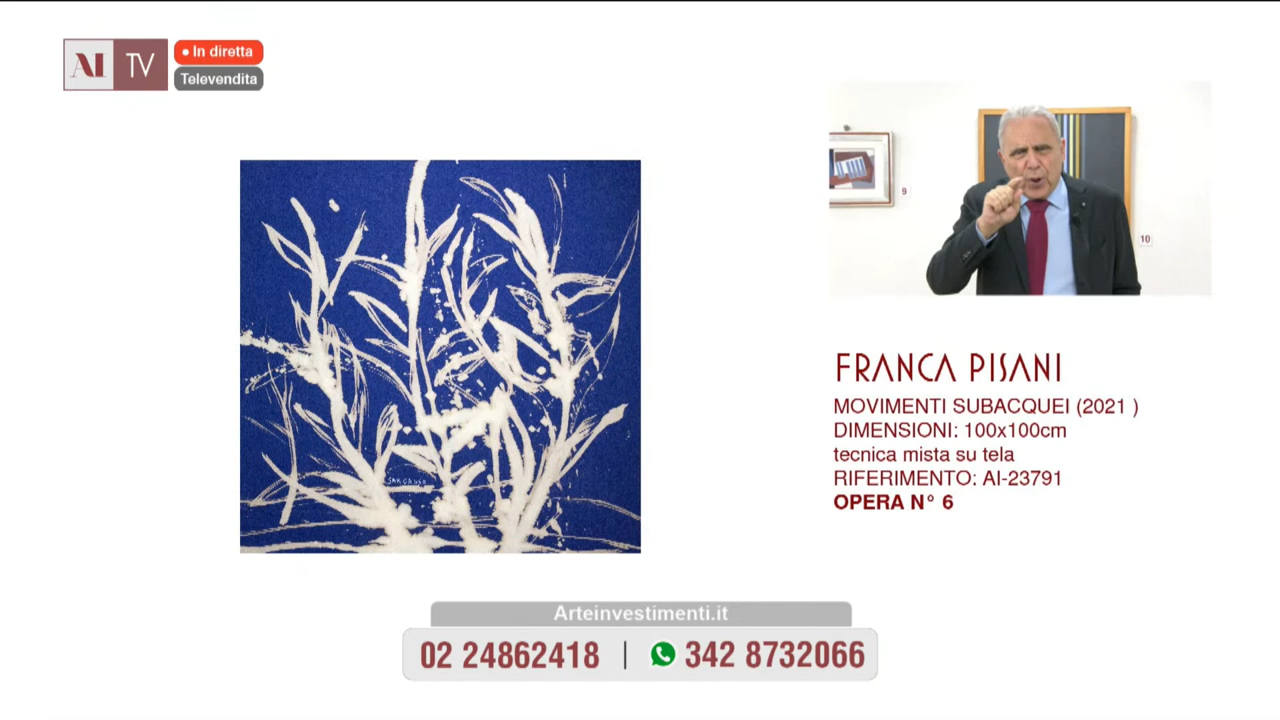 AI TV
• In diretta
Televendita
9
10
FRANCA PISANI
MOVIMENTI SUBACQUEI (2021 )
DIMENSIONI: 100x100cm
tecnica mista su tela
RIFERIMENTO: AI-23791
OPERA N° 6
Arteinvestimenti.it
02 24862418 | 342 8732066